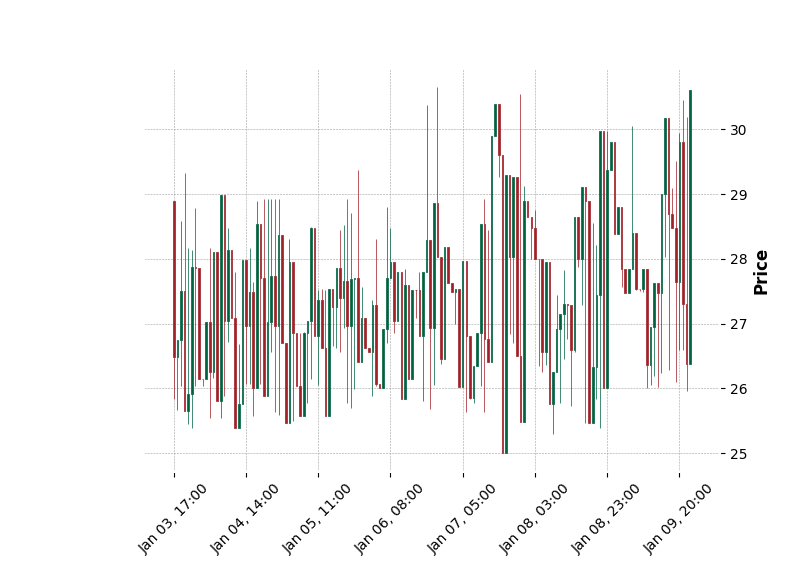 30
29
28
27
26
25
Price
Jan 03, 17:00
Jan 04, 14:00
Jan 05, 11:00
Jan 06, 08:00
Jan 07, 05:00
Jan 08, 03:00
Jan 08, 23:00
Jan 09, 20:00